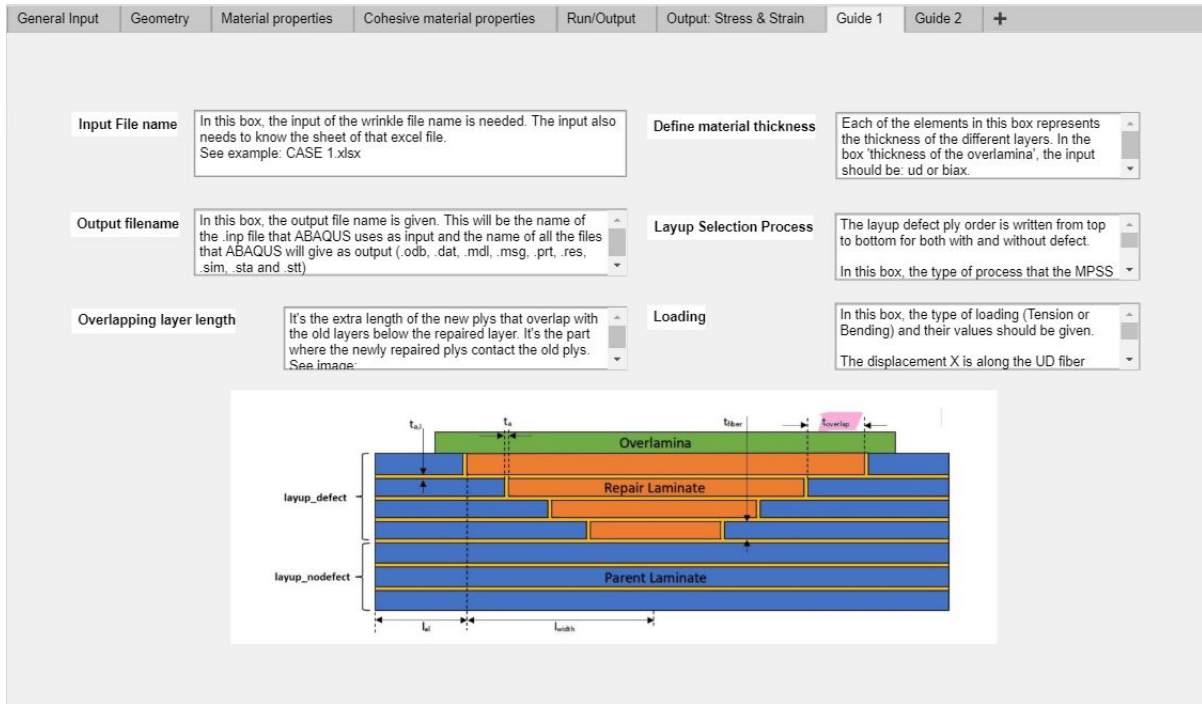 General Input
Geometry
Material properties
Cohesive material properties
Run/Output
Output: Stress & Strain
Guide 1
Guide 2
+
Input File name
In this box, the input of the wrinkle file name is needed. The input also
needs to know the sheet of that excel file.
See example: CASE 1.xlsx
Output filename
In this box, the output file name is given. This will be the name of
the .inp file that ABAQUS uses as input and the name of all the files
that ABAQUS will give as output (.odb, .dat, .mdl, .msg, .prt, .res,
.sim, .sta and .stt)
Overlapping layer length
It's the extra length of the new plys that overlap with
the old layers below the repaired layer. It's the part
where the newly repaired plys contact the old plys.
See image:
Define material thickness
Each of the elements in this box represents
the thickness of the different layers. In the
box 'thickness of the overlamina', the input
should be: ud or biax.
Layup Selection Process
The layup defect ply order is written from top
to bottom for both with and without defect.
In this box, the type of process that the MPSS
Loading
In this box, the type of loading (Tension or
Bending) and their values should be given.
The displacement X is along the UD fiber
ta,l
ta
tfiber
toverlap
Overlamina
layup_defect
Repair Laminate
layup_nodefect
Parent Laminate
lel
lwidth